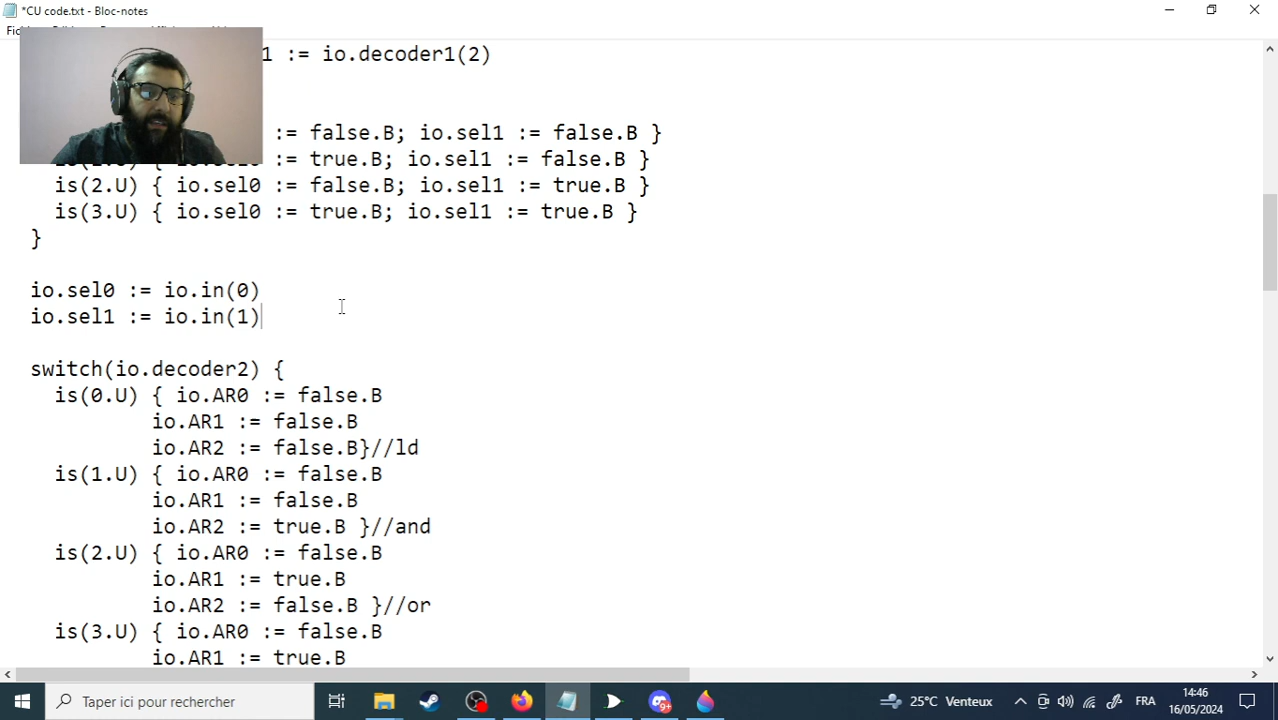 *CU code.txt - Bloc-notes
1 := io.decoder1(2)
:= false.B; io.sel1 := false.B }
:= true.B; io.sel1 := false.B }
is(2.U) { io.sel0 := false.B; io.sel1 := true.B }
is(3.U) { io.sel0 := true.B; io.sel1 := true.B }
}
io.sel0 := io.in(0)
io.sel1 := io.in(1)
switch(io.decoder2) {
is(0.U) { io.AR0 := false.B
io.AR1 := false.B
io.AR2 := false.B}//ld
is(1.U) { io.AR0 := false.B
io.AR1 := false.B
io.AR2 := true.B }//and
is(2.U) { io.AR0 := false.B
io.AR1 := true.B
io.AR2 := false.B }//or
is(3.U) { io.AR0 := false.B
io.AR1 := true.B
Taper ici pour rechercher
9+
25°C Venteux
FRA
14:46
16/05/2024